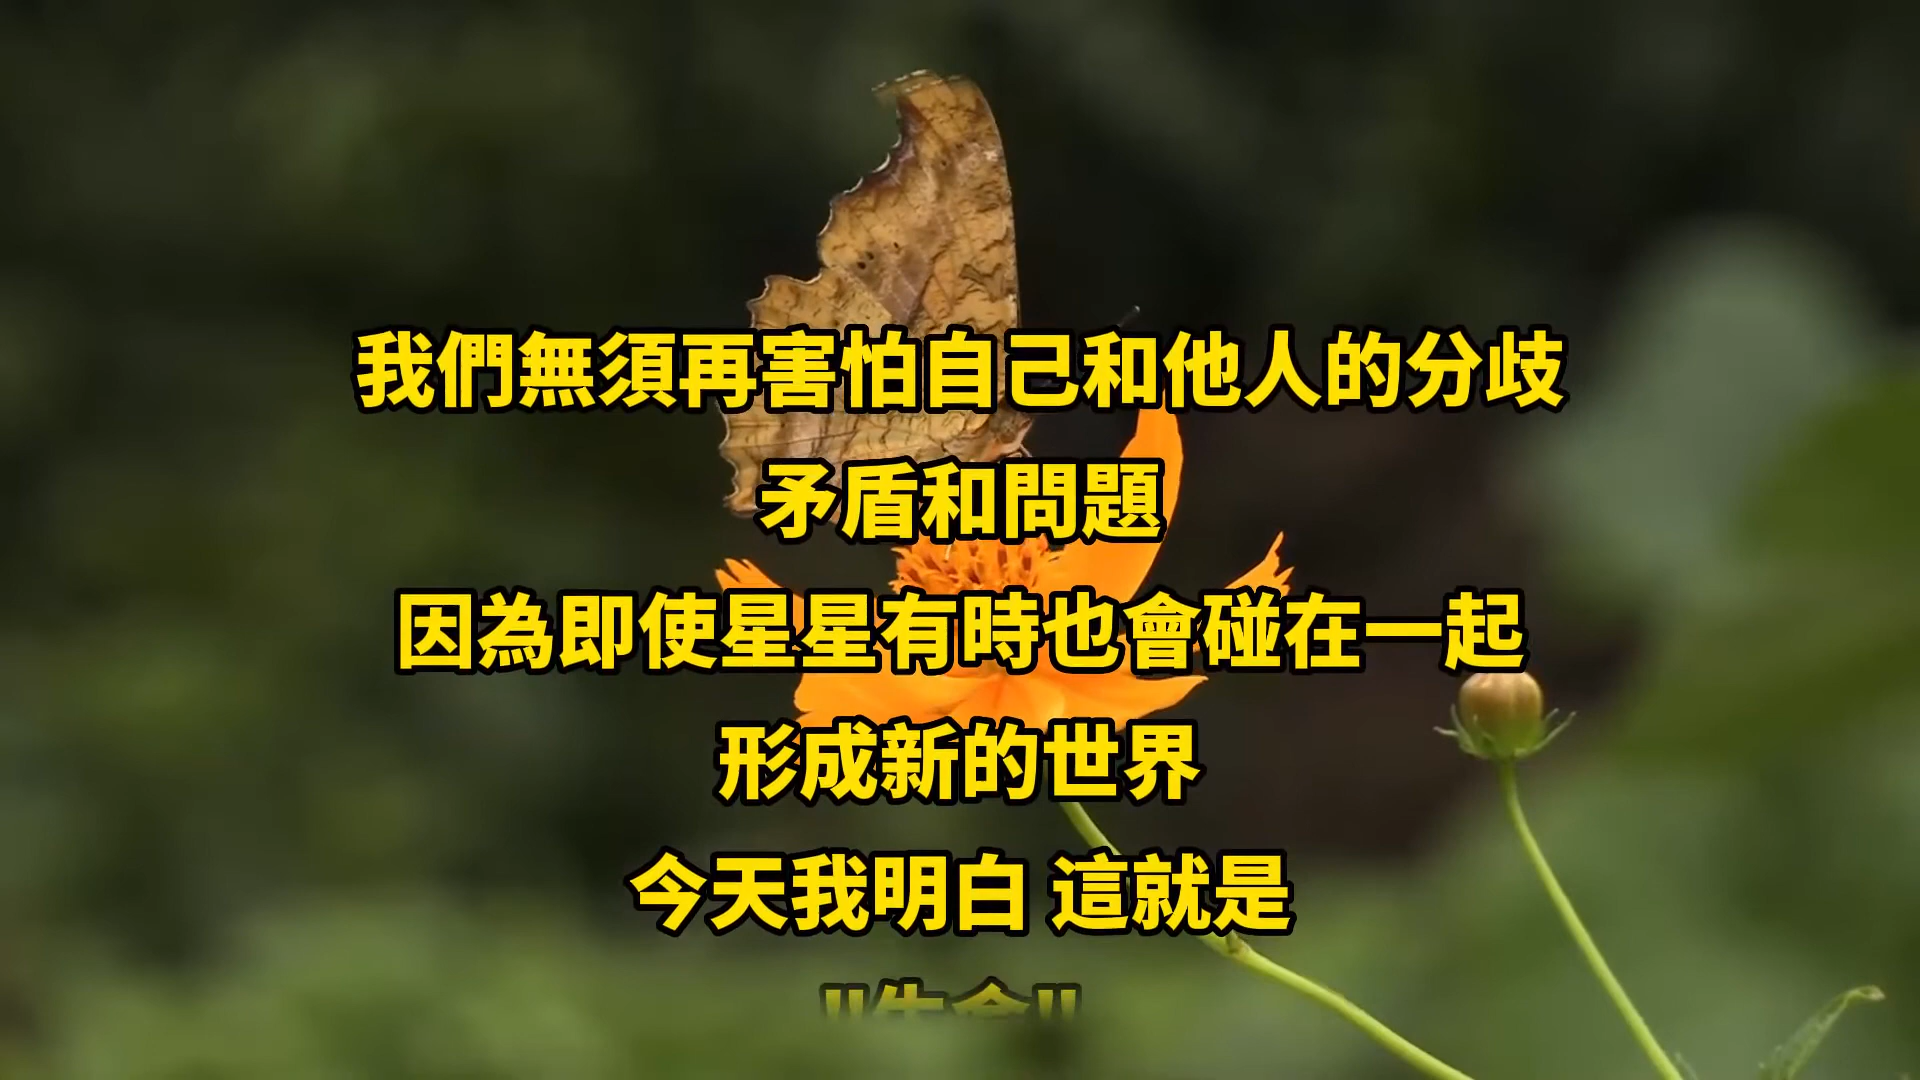 我們無須再害怕自己和他人的分歧
矛盾和問題
因為即使星星有時也會碰在一起
形成新的世界
今天我明白 這就是